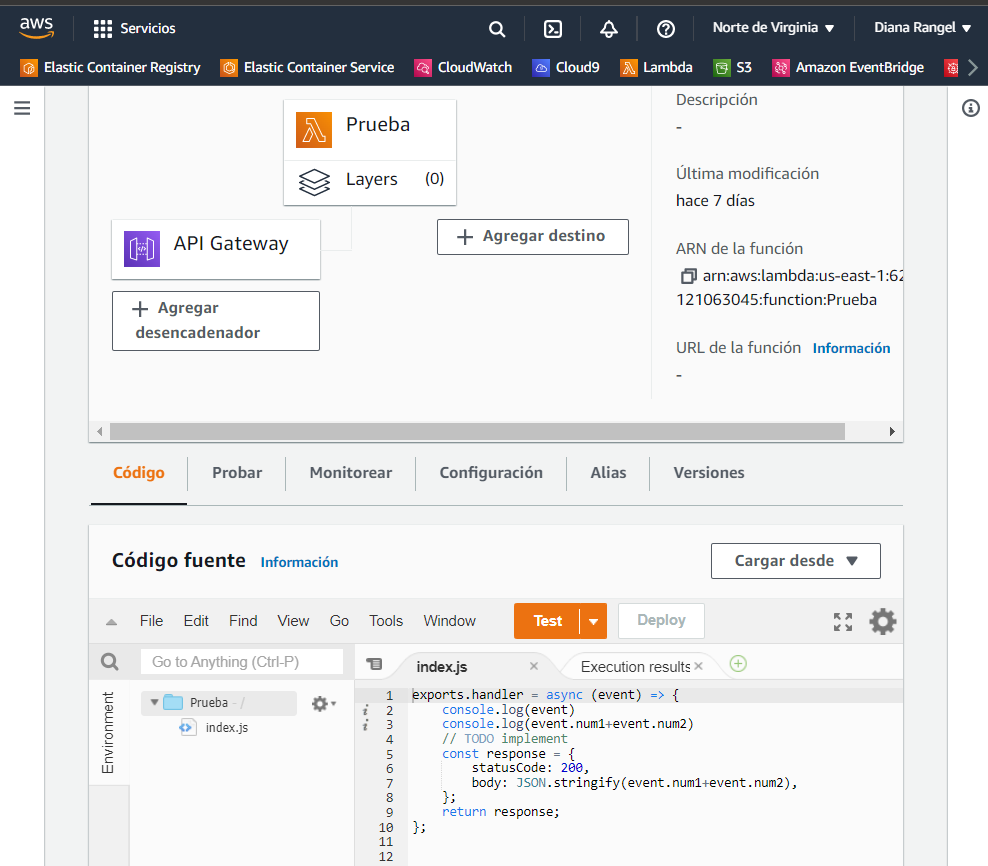 aws
Servicios
Norte de Virginia
Diana Rangel
Elastic Container Registry
Elastic Container Service
CloudWatch
Cloud9
Lambda
S3
Amazon EventBridge
Prueba
Layers (0)
API Gateway
+ Agregar destino
+ Agregar
desencadenador
Descripción
-
Última modificación
hace 7 días
ARN de la función
arn:aws:lambda:us-east-1:62
121063045:function:Prueba
URL de la función Información
-
Código
Probar
Monitorear
Configuración
Alias
Versiones
Código fuente Información
Cargar desde
File Edit Find View Go Tools Window
Test
Deploy
Go to Anything (Ctrl-P)
index.js
Execution results
Environment
Prueba - /
index.js
1 exports.handler = async (event) => {
2 console.log(event)
3 console.log(event.num1+event.num2)
4 // TODO implement
5 const response = {
6 statusCode: 200,
7 body: JSON.stringify(event.num1+event.num2),
8 };
9 return response;
10 };
11
12